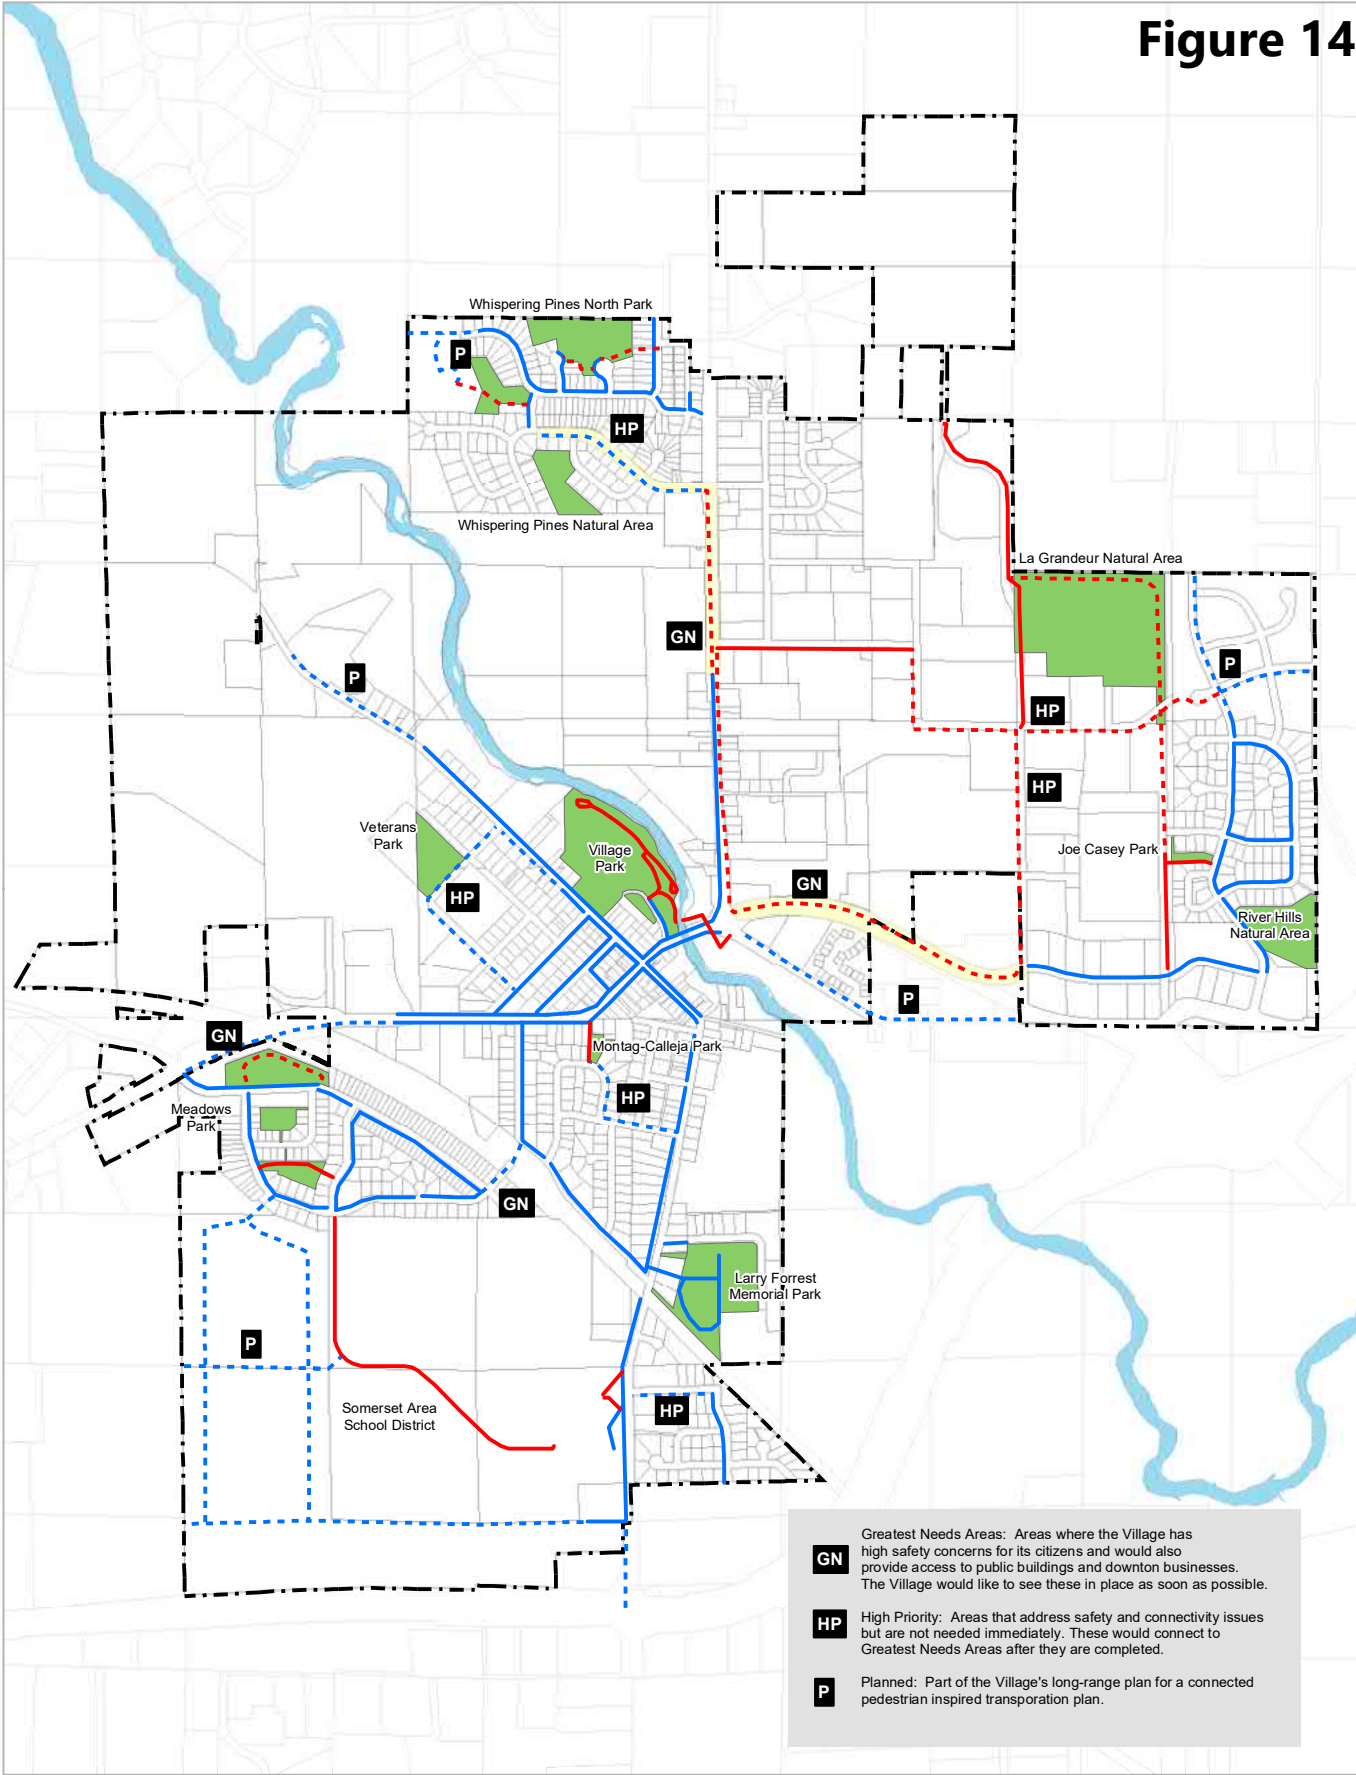 Figure 14
Whispering Pines North Park
P
HP
Whispering Pines Natural Area
La Grandeur Natural Area
GN
P
P
HP
HP
Veterans
Park
Village
Park
Joe Casey Park
GN
HP
River Hills
Natural Area
P
GN
Montag-Calleja Park
HP
Meadows
Park
GN
Larry Forrest
Memorial Park
P
Somerset Area
School District
HP
GN
Greatest Needs Areas:  Areas where the Village has
high safety concerns for its citizens and would also
provide access to public buildings and downton businesses.
The Village would like to see these in place as soon as possible.
HP
High Priority:  Areas that address safety and connectivity issues
but are not needed immediately. These would connect to
Greatest Needs Areas after they are completed.
P
Planned:  Part of the Village's long-range plan for a connected
pedestrian inspired transporation plan.